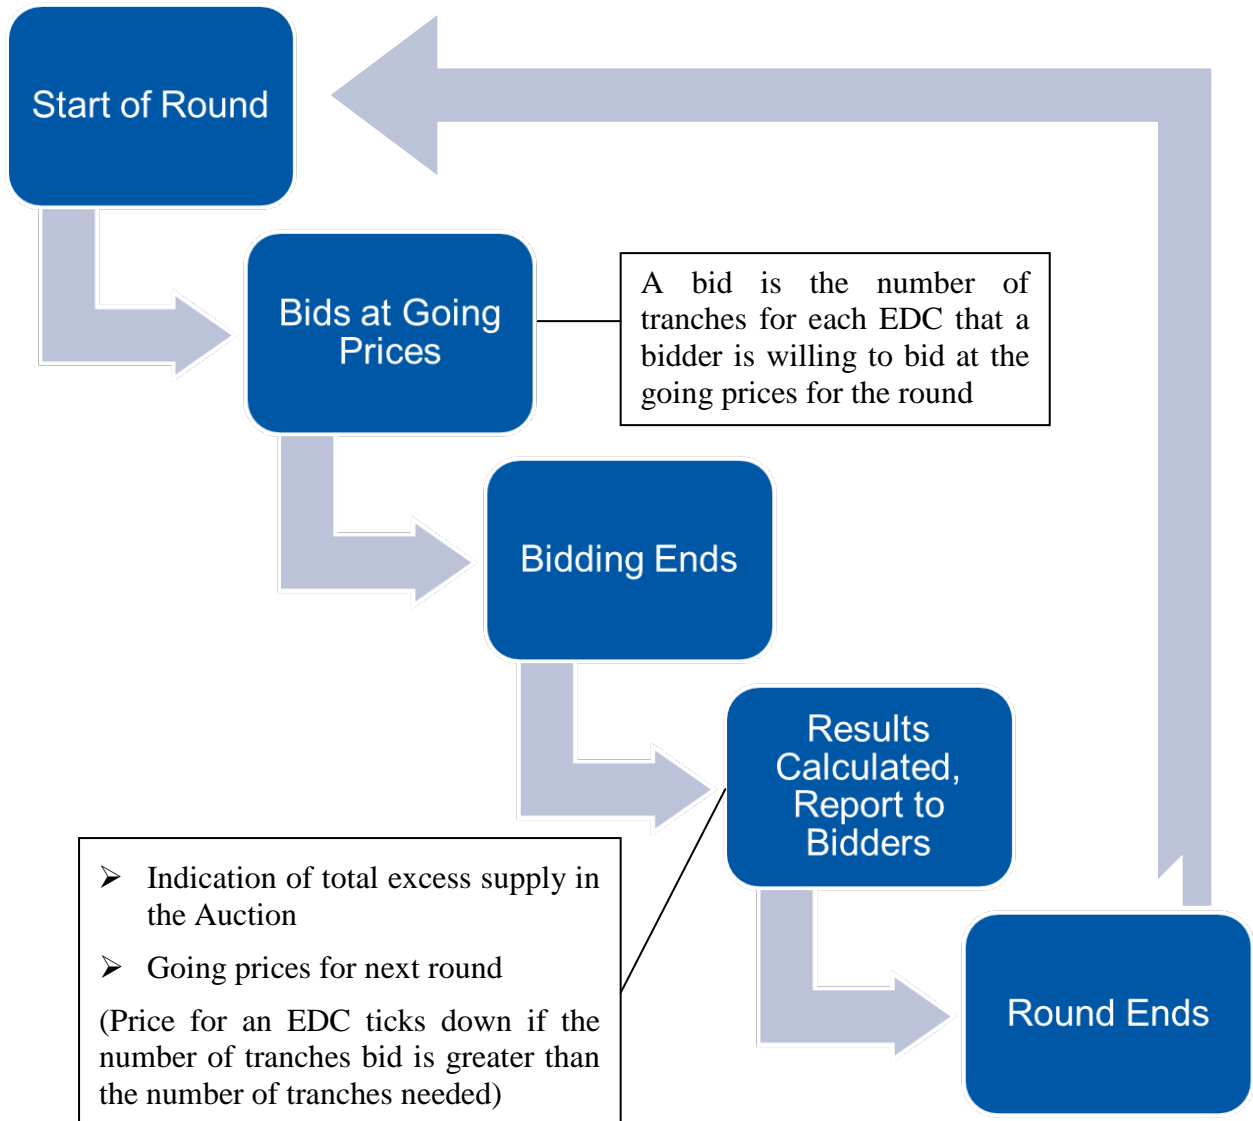 Start of Round
Bids at Going
Prices
A bid is the number of
tranches for each EDC that a
bidder is willing to bid at the
going prices for the round
Bidding Ends
Results
Calculated,
Report to
Bidders
➢ Indication of total excess supply in
the Auction
➢ Going prices for next round
(Price for an EDC ticks down if the
number of tranches bid is greater than
the number of tranches needed)
Round Ends